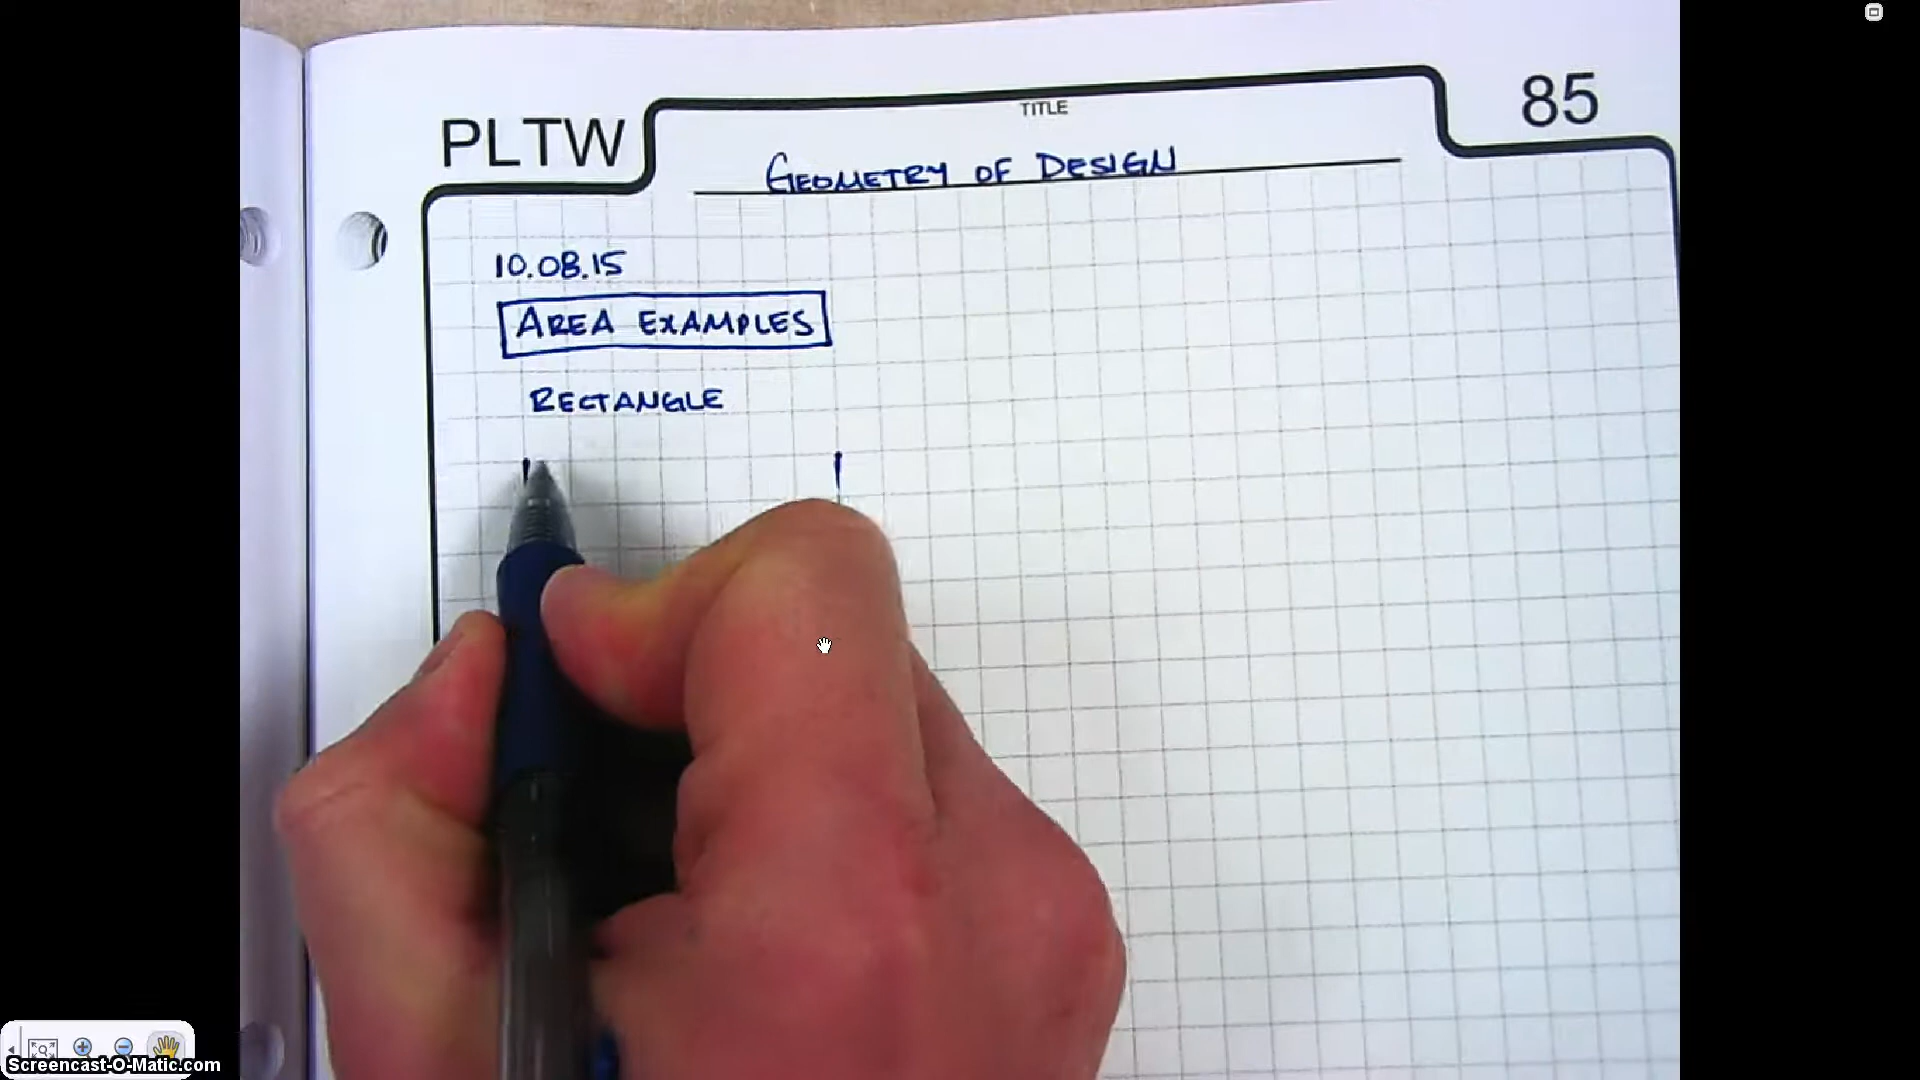 PLTW
TITLE
85
GEOMETRY OF DESIGN
10.08.15
AREA EXAMPLES
RECTANGLE
Screencast-O-Matic.com